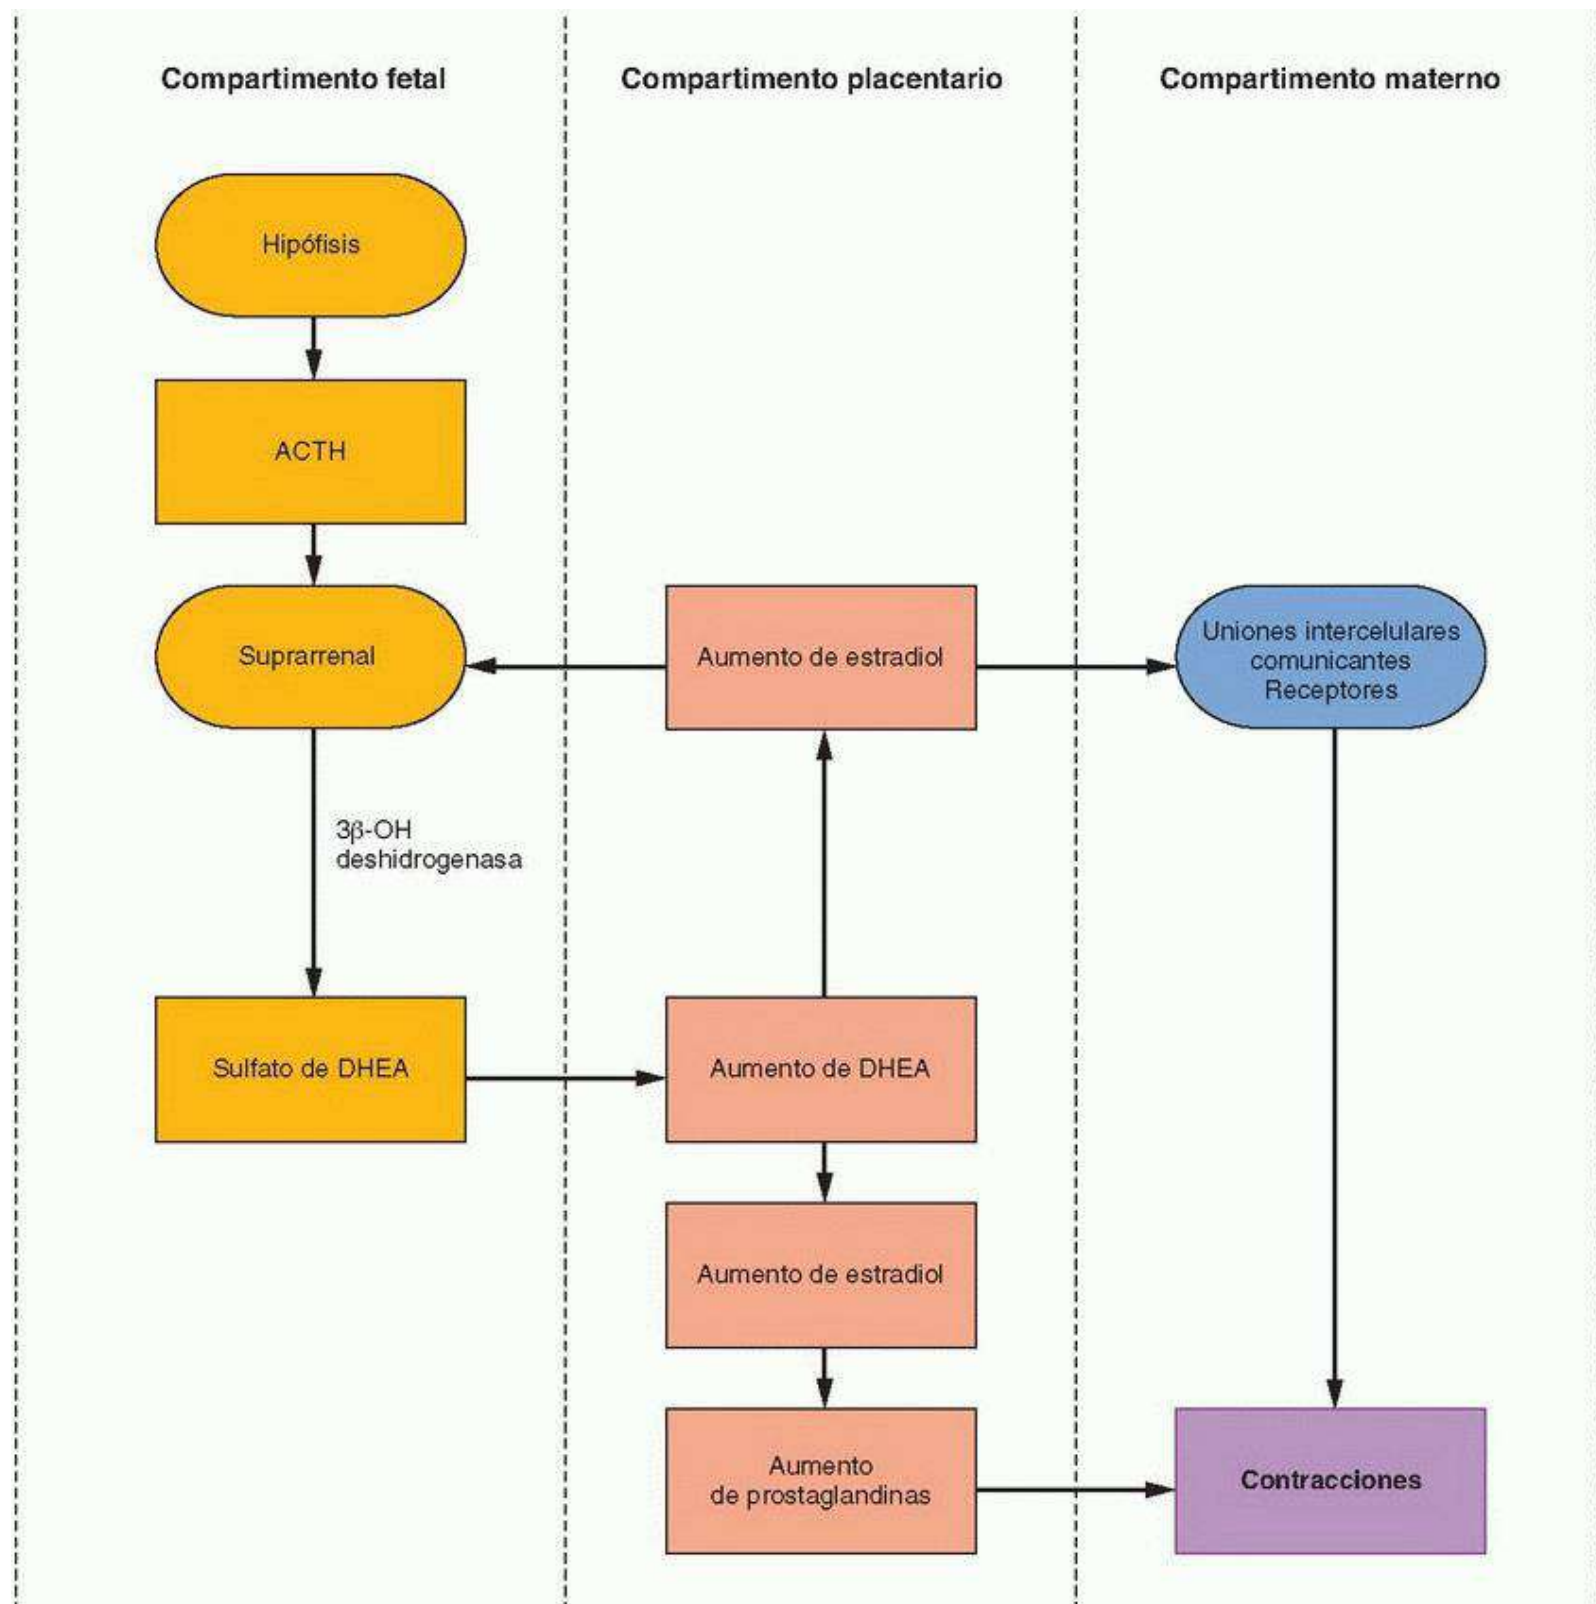 Compartimento fetal
Compartimento placentario
Compartimento materno
Hipófisis
ACTH
Suprarrenal
Aumento de estradiol
Uniones intercelulares
comunicantes
Receptores
3β-OH
deshidrogenasa
Sulfato de DHEA
Aumento de DHEA
Aumento de estradiol
Aumento
de prostaglandinas
Contracciones